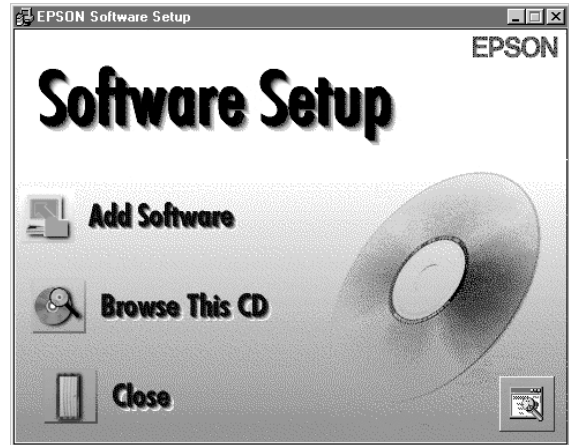 EPSON Software Setup
EPSON
Software Setup
Add Software
Browse This CD
Close